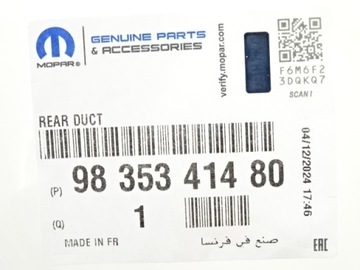 MOPAR®
GENUINE PARTS
& ACCESSORIES
verify.mopar.com
F6M6F2
3DQKQ7
SCAN!
REAR DUCT
(P) 98 353 414 80
(Q) 1
04/12/2024 17:46
MADE IN FR
صنع في فرنسا
EAC